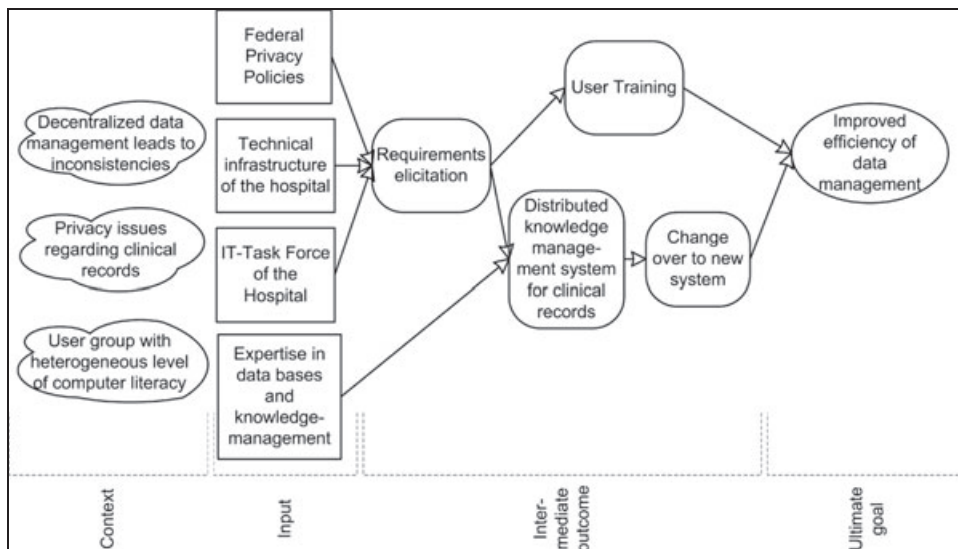 Decentralized data
management leads to
inconsistencies
Privacy issues
regarding clinical
records
User group with
heterogeneous level
of computer literacy
Federal
Privacy
Policies
Technical
infrastructure
of the hospital
IT-Task Force
of the
Hospital
Expertise in
data bases
and
knowledge-
management
Requirements
elicitation
User Training
Distributed
knowledge
manage-
ment system
for clinical
records
Change
over to new
system
Improved
efficiency of
data
management
Context
Input
Inter-
mediate
outcome
Ultimate
goal